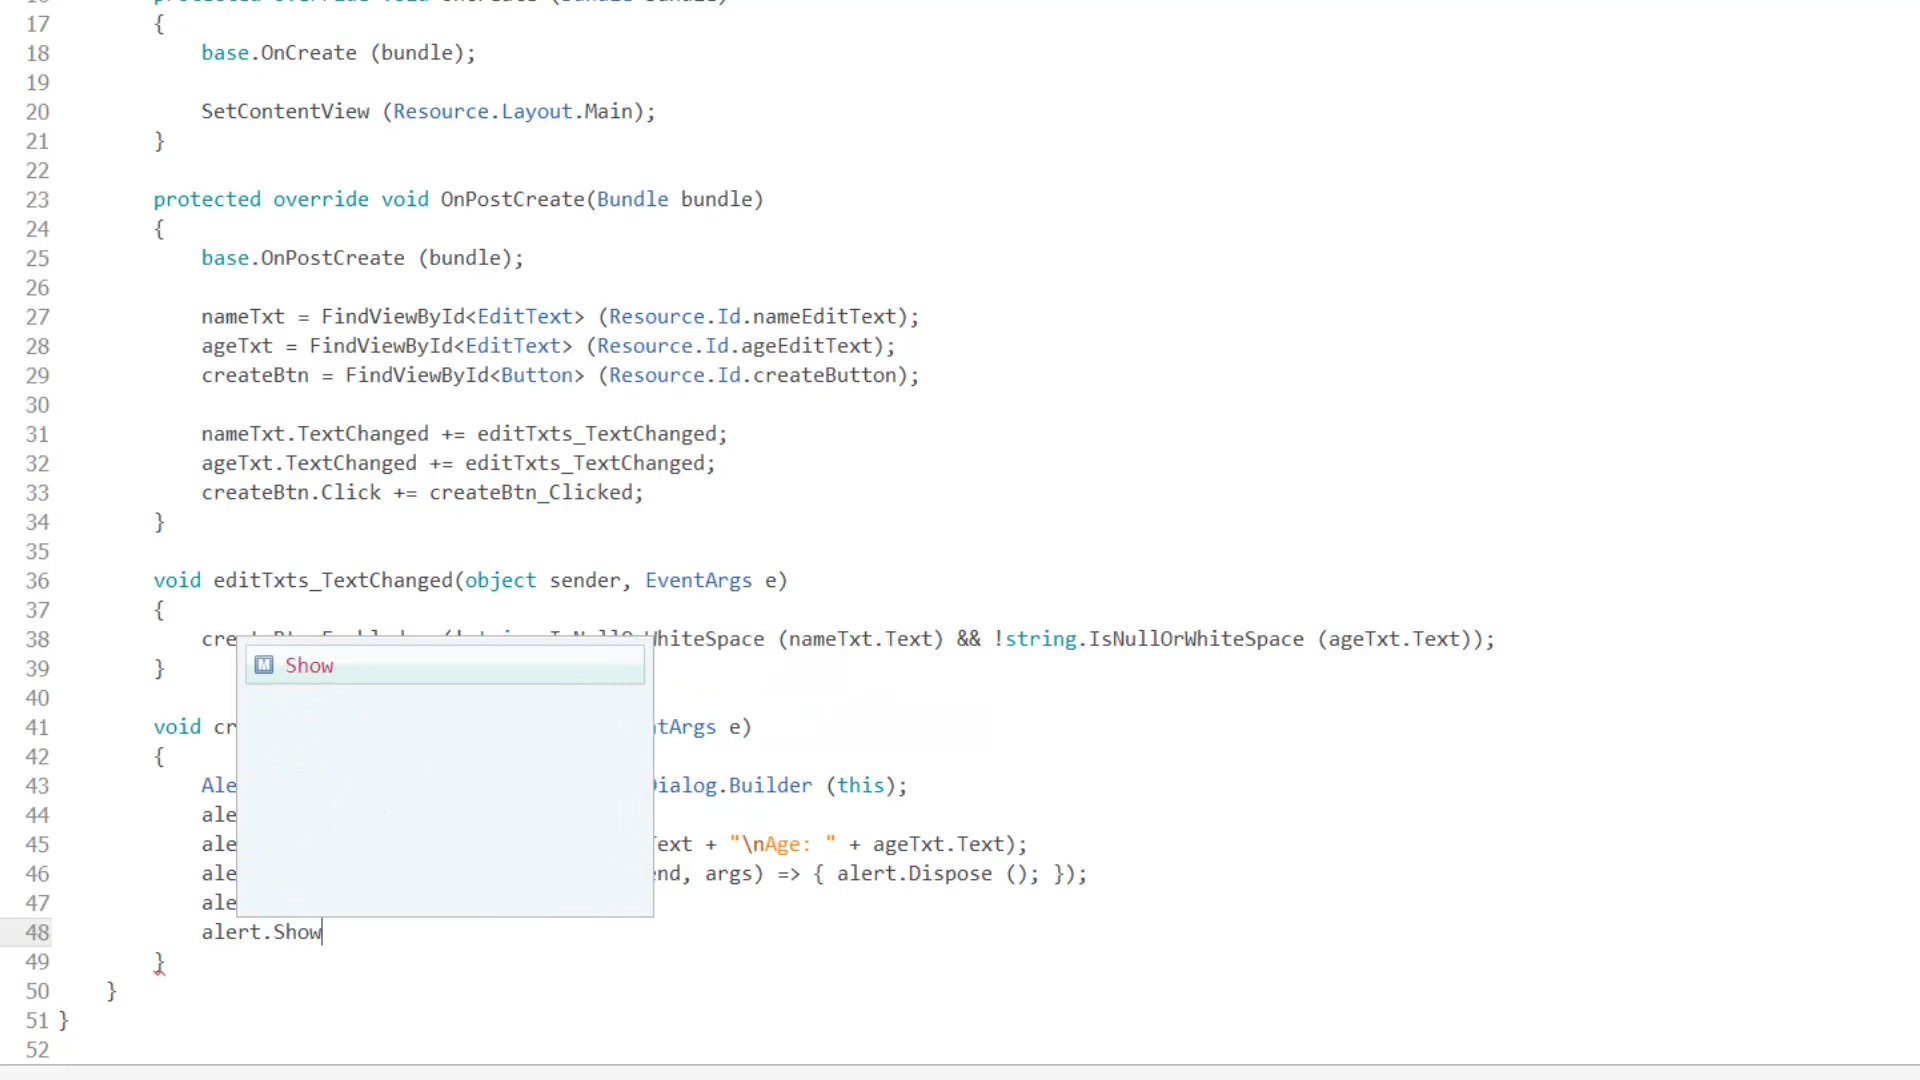 17 {
18 base.OnCreate (bundle);
19
20 SetContentView (Resource.Layout.Main);
21 }
22
23 protected override void OnPostCreate(Bundle bundle)
24 {
25 base.OnPostCreate (bundle);
26
27 nameTxt = FindViewById<EditText> (Resource.Id.nameEditText);
28 ageTxt = FindViewById<EditText> (Resource.Id.ageEditText);
29 createBtn = FindViewById<Button> (Resource.Id.createButton);
30
31 nameTxt.TextChanged += editTxts_TextChanged;
32 ageTxt.TextChanged += editTxts_TextChanged;
33 createBtn.Click += createBtn_Clicked;
34 }
35
36 void editTxts_TextChanged(object sender, EventArgs e)
37 {
38 cre hiteSpace (nameTxt.Text) && !string.IsNullOrWhiteSpace (ageTxt.Text));
Show
39 }
40
41 void cr tArgs e)
42 {
43 Ale Dialog.Builder (this);
44 ale
45 ale Text + "\nAge: " + ageTxt.Text);
46 ale end, args) => { alert.Dispose (); });
47 ale
48 alert.Show
49 }
50 }
51 }
52